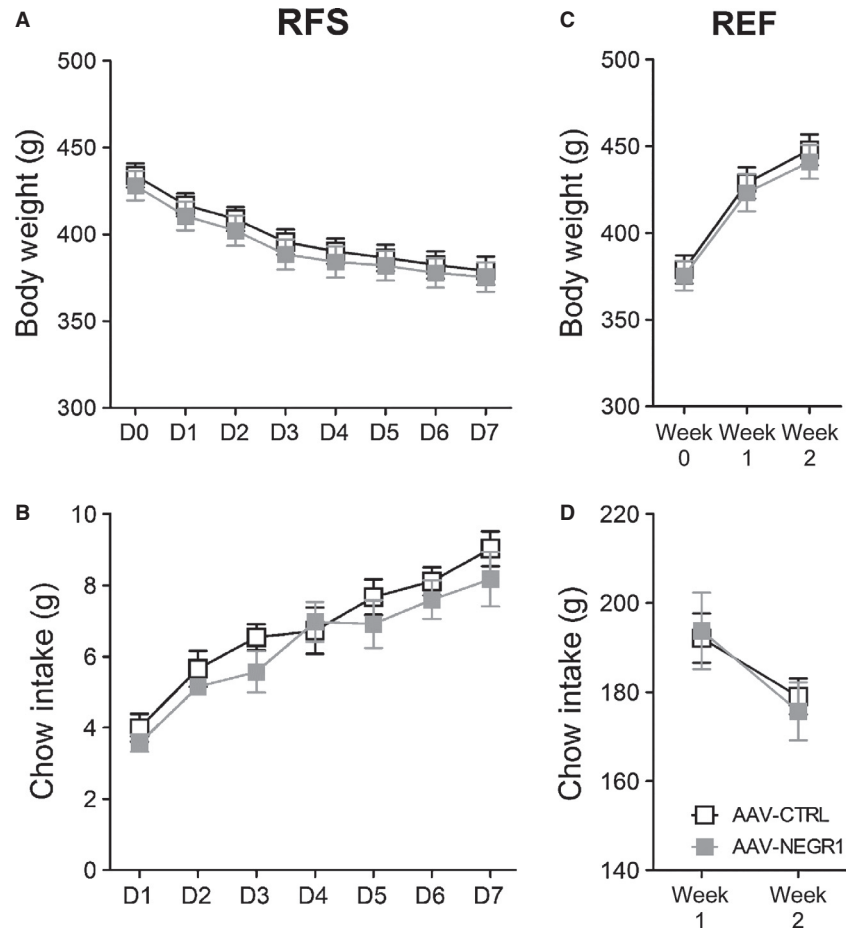 A
RFS
500
450
400
350
300
Body weight (g)
D0 D1 D2 D3 D4 D5 D6 D7
C
REF
500
450
400
350
300
Body weight (g)
Week Week Week
0 1 2
B
10
8
6
4
2
0
Chow intake (g)
D1 D2 D3 D4 D5 D6 D7
D
220
200
180
160
140
Chow intake (g)
AAV-CTRL
AAV-NEGR1
Week Week
1 2